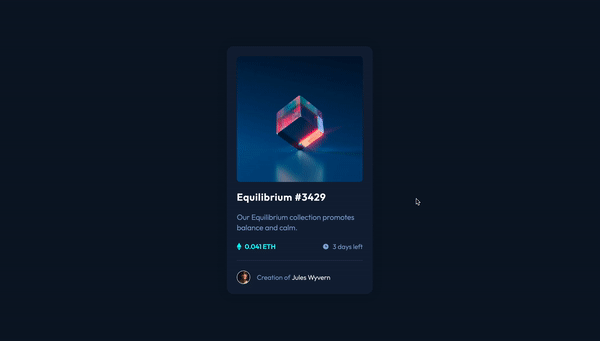 Equilibrium #3429
Our Equilibrium collection promotes
balance and calm.
0.041 ETH 3 days left
Creation of Jules Wyvern